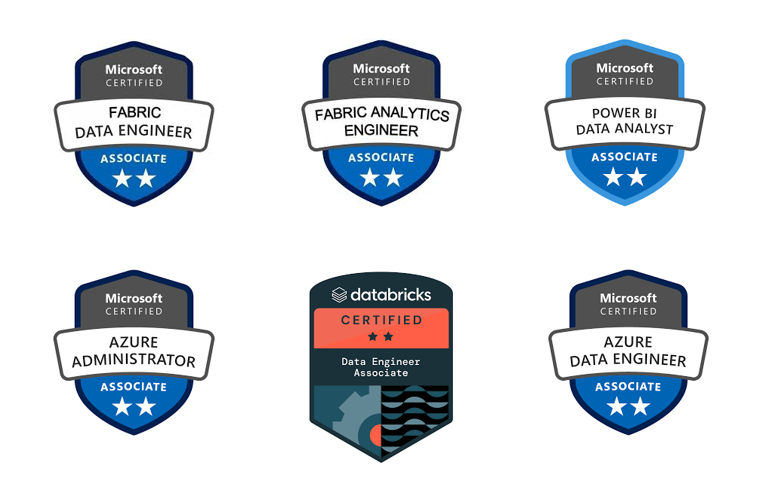 Microsoft
CERTIFIED
FABRIC
DATA ENGINEER
ASSOCIATE
Microsoft
CERTIFIED
FABRIC ANALYTICS
ENGINEER
ASSOCIATE
Microsoft
CERTIFIED
POWER BI
DATA ANALYST
ASSOCIATE
Microsoft
CERTIFIED
AZURE
ADMINISTRATOR
ASSOCIATE
databricks
CERTIFIED
Data Engineer
Associate
Microsoft
CERTIFIED
AZURE
DATA ENGINEER
ASSOCIATE